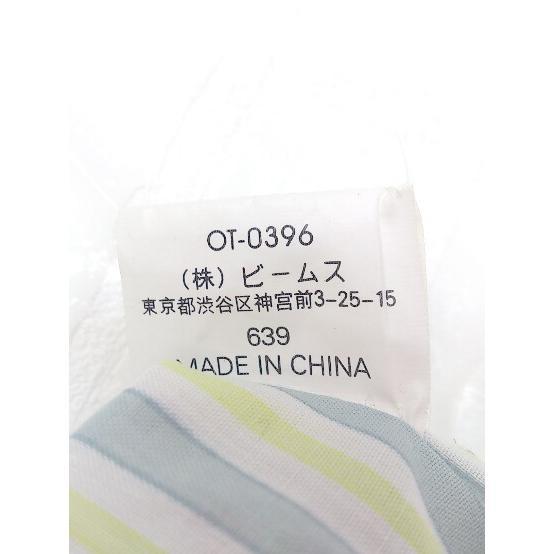 OT-0396
(株)ビームス
東京都渋谷区神宮前3-25-15
639
MADE IN CHINA